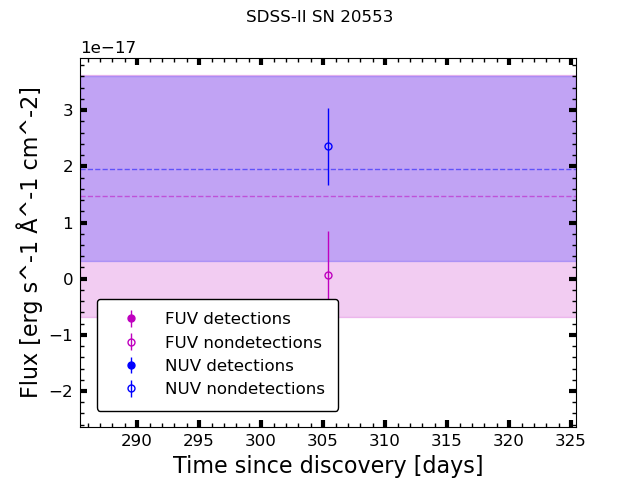 SDSS-II SN 20553
1e−17
3
2
1
0
−1
−2
Flux [erg s^-1 Å^-1 cm^-2]
FUV detections
FUV nondetections
NUV detections
NUV nondetections
290 295 300 305 310 315 320 325
Time since discovery [days]